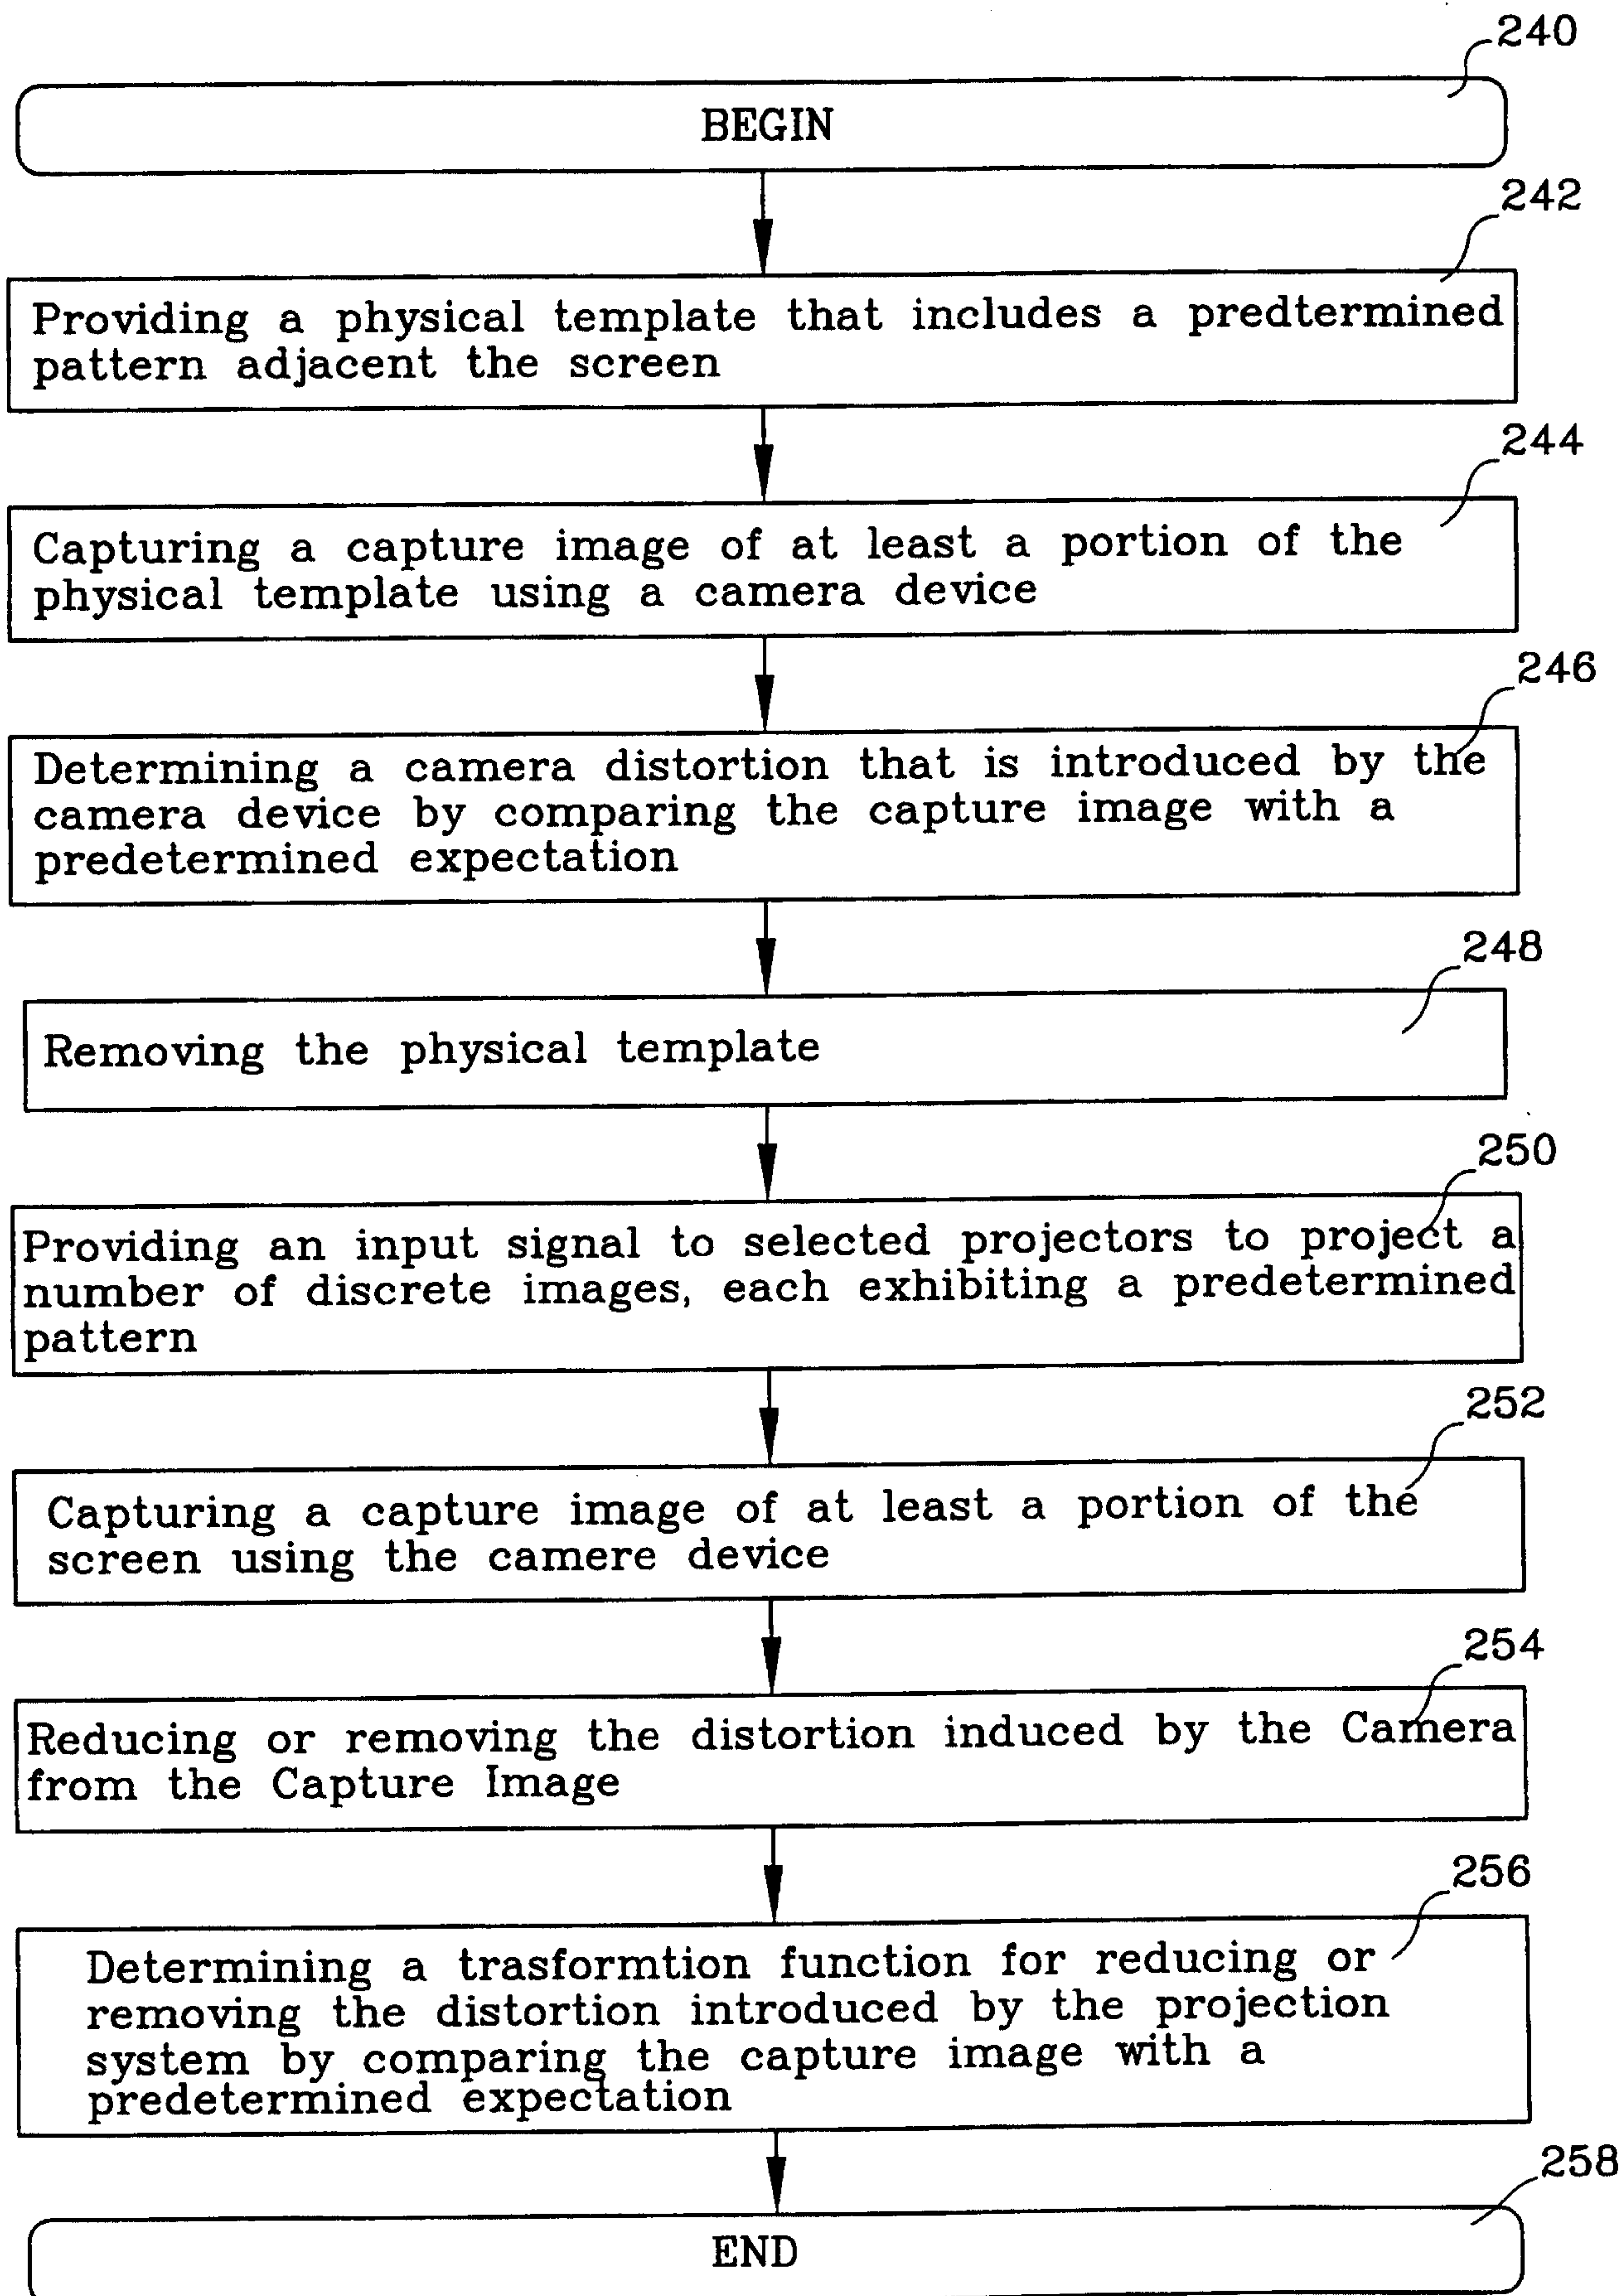 240
BEGIN
242
Providing a physical template that includes a predtermined
pattern adjacent the screen
244
Capturing a capture image of at least a portion of the
physical template using a camera device
246
Determining a camera distortion that is introduced by the
camera device by comparing the capture image with a
predetermined expectation
248
Removing the physical template
250
Providing an input signal to selected projectors to project a
number of discrete images, each exhibiting a predetermined
pattern
252
Capturing a capture image of at least a portion of the
screen using the camere device
254
Reducing or removing the distortion induced by the Camera
from the Capture Image
256
Determining a trasformtion function for reducing or
removing the distortion introduced by the projection
system by comparing the capture image with a
predetermined expectation
258
END